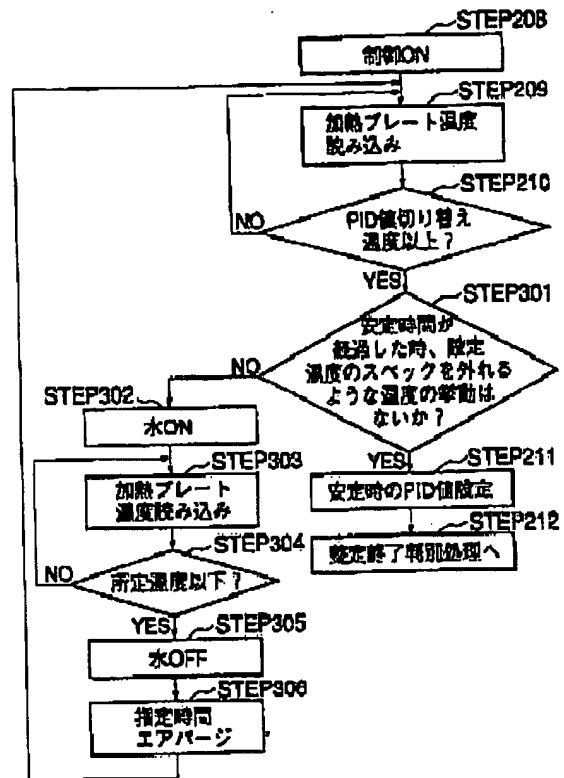 STEP208
制御ON
STEP209
加熱プレート温度
読み込み
STEP210
PID値切り替え
温度以上？
NO
YES
STEP301
安定時間が
経過した時、設定
温度のスペックを外れる
ような温度の挙動は
ないか？
NO
YES
STEP302
水ON
STEP303
加熱プレート
温度読み込み
STEP304
所定温度以下？
NO
YES
STEP305
水OFF
STEP306
指定時間
エアパージ
STEP211
安定時のPID値設定
STEP212
整定終了判別処理へ